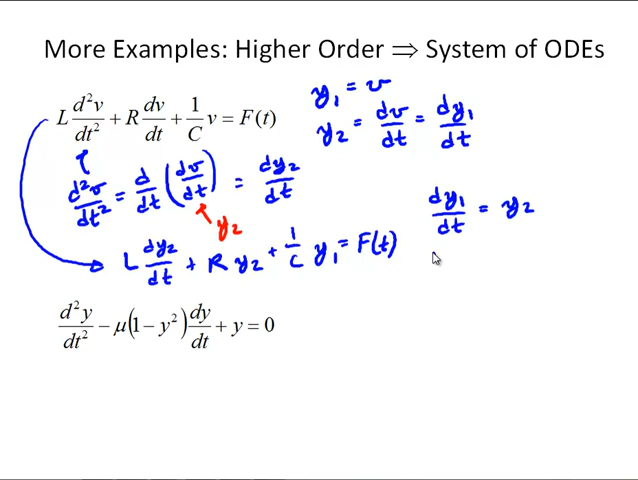 More Examples: Higher Order ⇒ System of ODEs
L d²v/dt² + R dv/dt + 1/C v = F(t)
y₁ = v
y₂ = dv/dt = dy₁/dt
d²v/dt² = d/dt (dv/dt) = dy₂/dt
y₂
dy₁/dt = y₂
L dy₂/dt + R y₂ + 1/C y₁ = F(t)
d²y/dt² − μ(1 − y²) dy/dt + y = 0